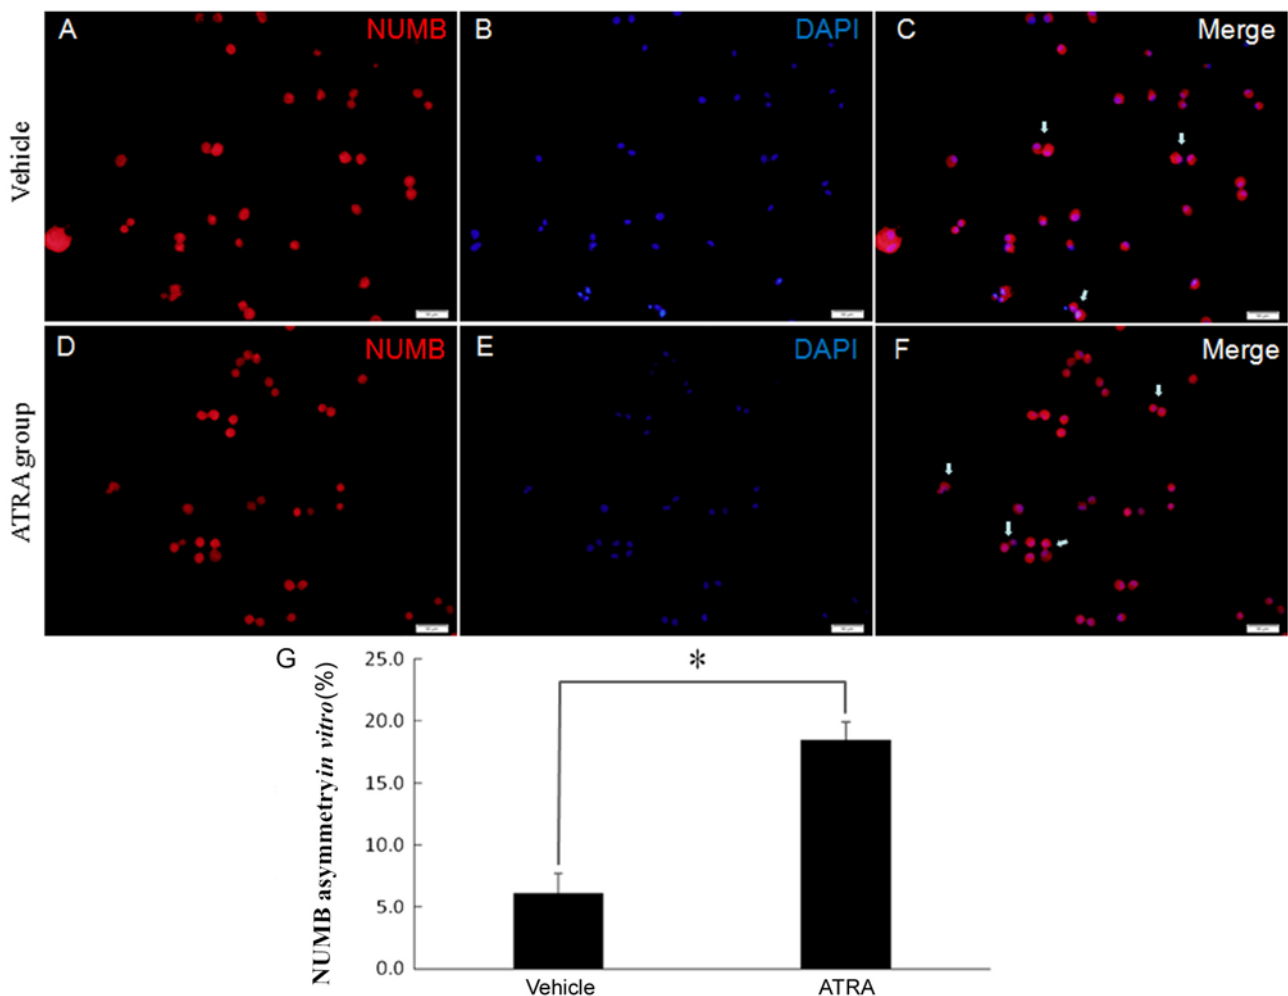 A NUMB
B DAPI
C Merge
Vehicle
D NUMB
E DAPI
F Merge
ATRA group
G
NUMB asymmetry in vitro(%)
*
25.0
20.0
15.0
10.0
5.0
0.0
Vehicle
ATRA